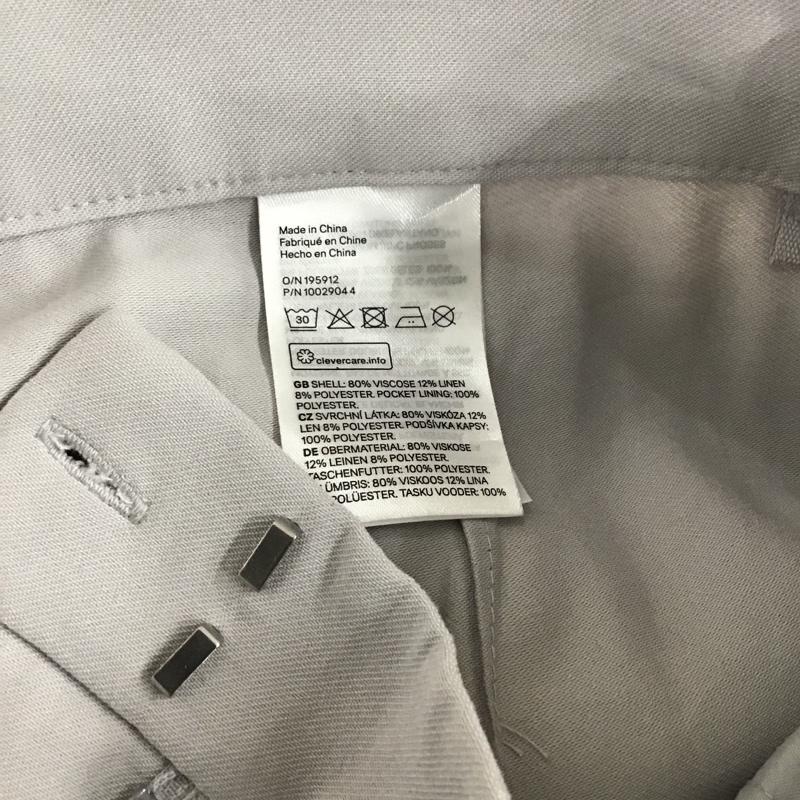 Made in China
Fabriqué en Chine
Hecho en China
O/N 195912
P/N 10029044
30
clevercare.info
GB SHELL: 80% VISCOSE 12% LINEN
8% POLYESTER. POCKET LINING: 100%
POLYESTER.
CZ SVRCHNÍ LÁTKA: 80% VISKÓZA 12%
LEN 8% POLYESTER. PODŠÍVKA KAPSY:
100% POLYESTER.
DE OBERMATERIAL: 80% VISKOSE
12% LEINEN 8% POLYESTER.
TASCHENFUTTER: 100% POLYESTER.
ÜMBRIS: 80% VISKOOS 12% LINA
POLÜESTER. TASKU VOODER: 100%